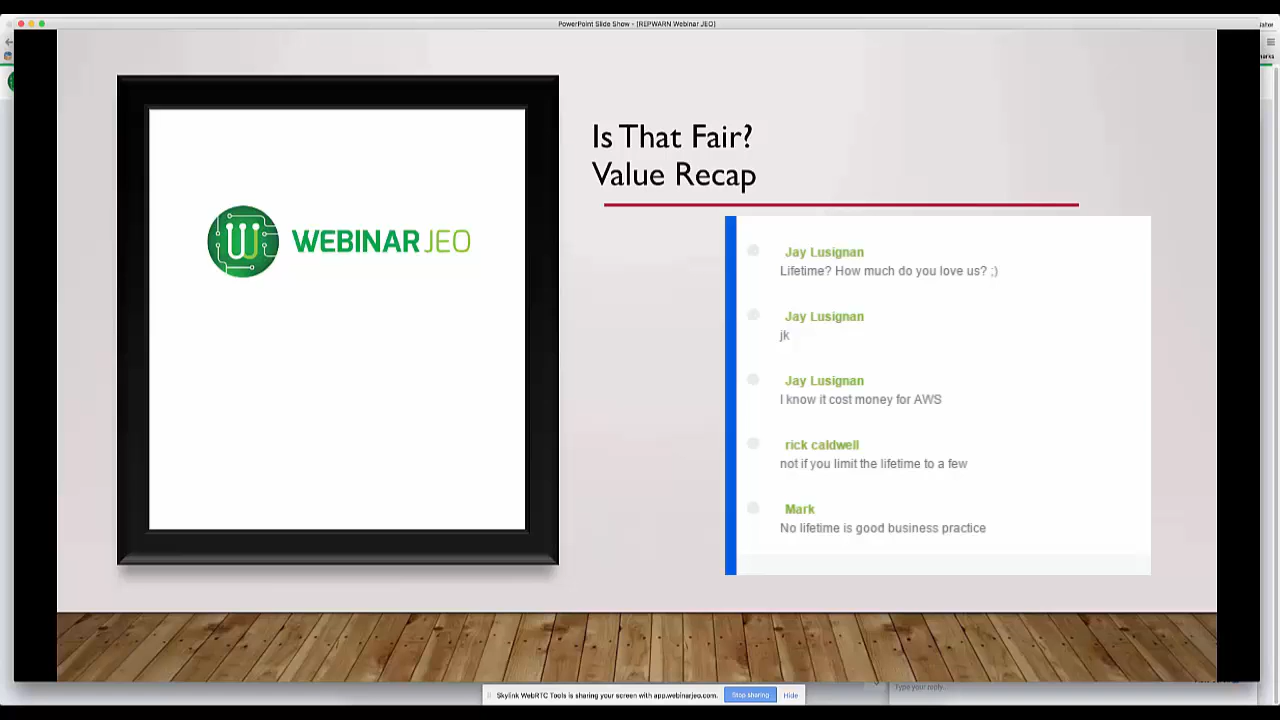 PowerPoint Slide Show - [REPWARN Webinar JEO]
Is That Fair?
Value Recap
WEBINAR JEO
Jay Lusignan
Lifetime? How much do you love us? ;)
Jay Lusignan
jk
Jay Lusignan
I know it cost money for AWS
rick caldwell
not if you limit the lifetime to a few
Mark
No lifetime is good business practice
Skylink WebRTC Tools is sharing your screen with app.webinarjeo.com.
Stop sharing
Hide
Type your reply...